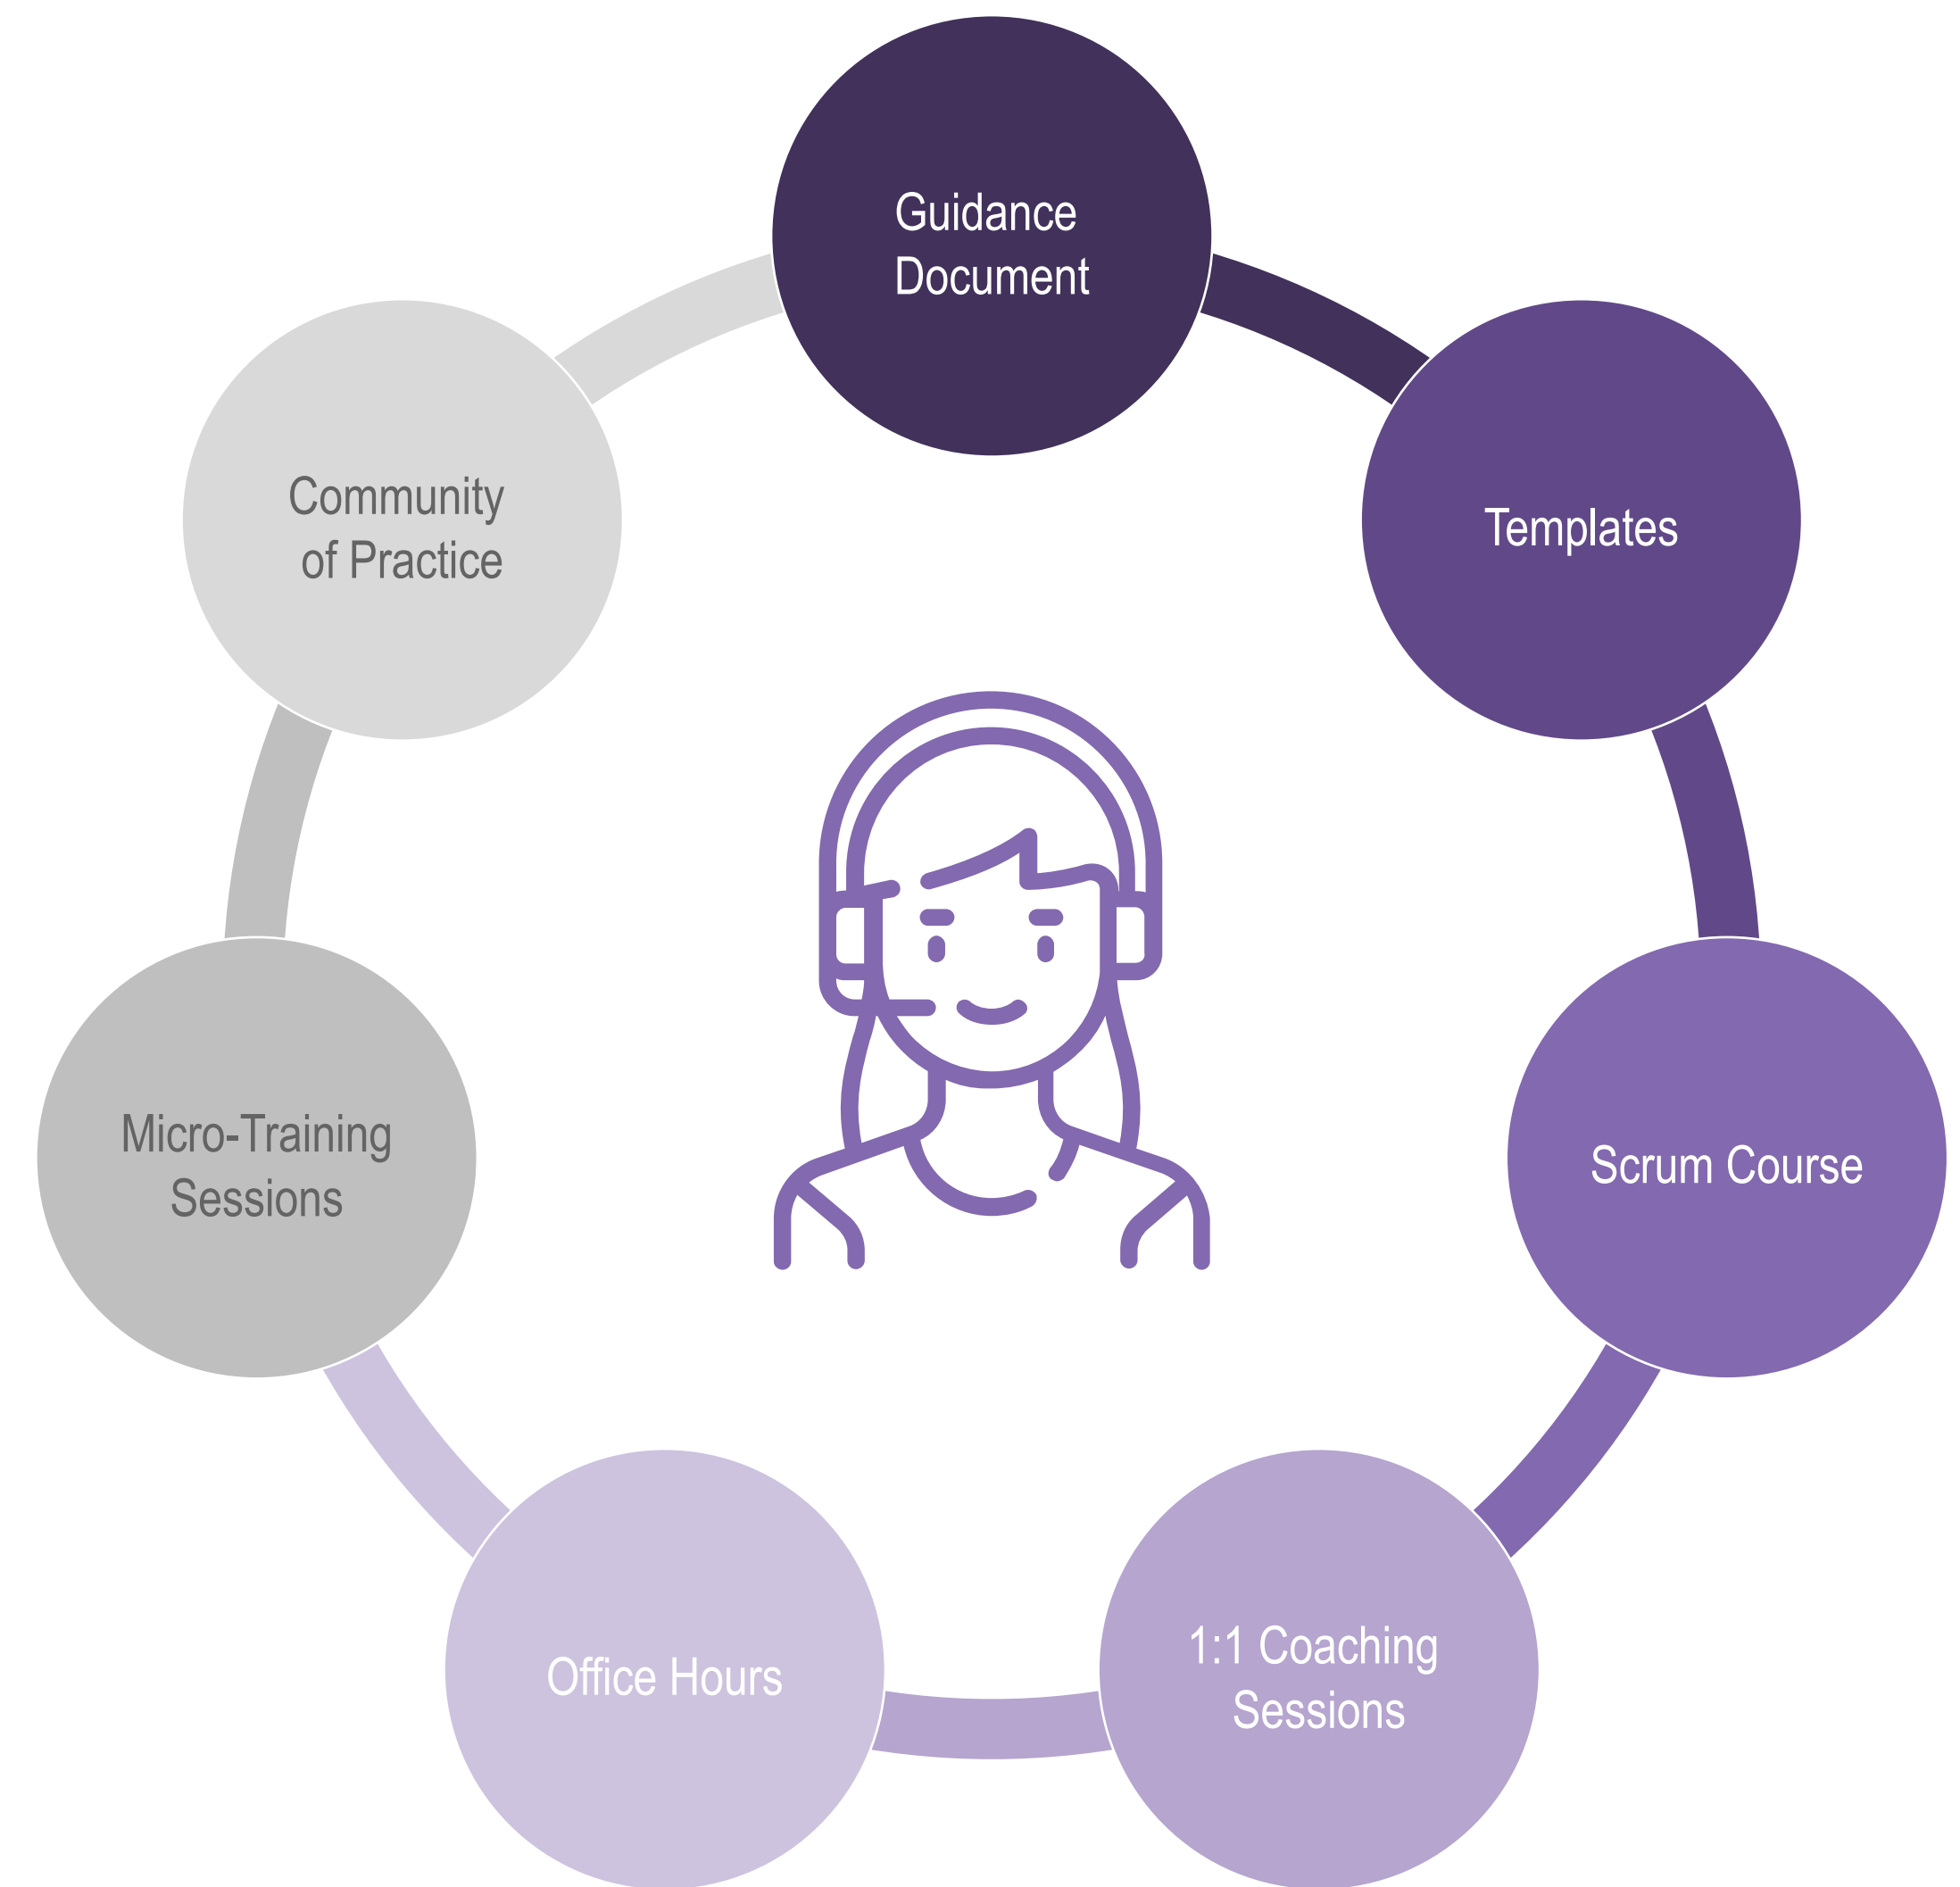 Guidance
Document
Templates
Scrum Course
1:1 Coaching
Sessions
Office Hours
Micro-Training
Sessions
Community
of Practice